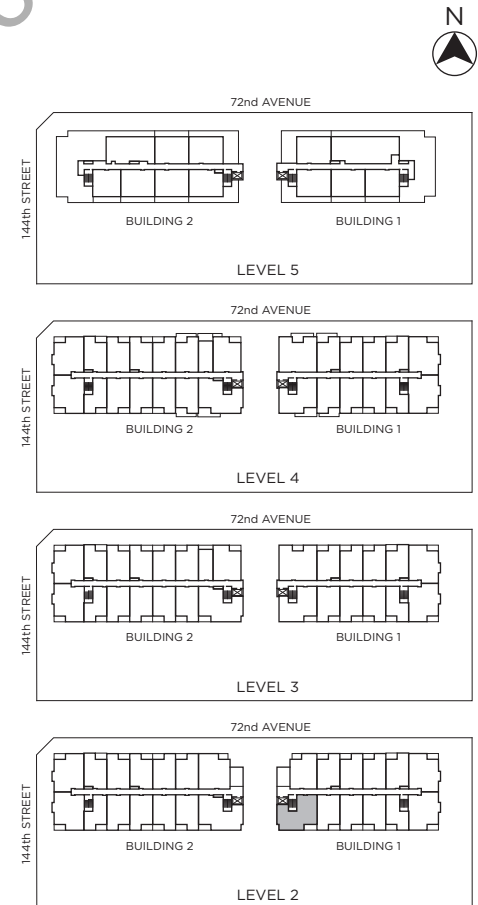 N
72nd AVENUE
144th STREET
BUILDING 2 BUILDING 1
LEVEL 5
72nd AVENUE
144th STREET
BUILDING 2 BUILDING 1
LEVEL 4
72nd AVENUE
144th STREET
BUILDING 2 BUILDING 1
LEVEL 3
72nd AVENUE
144th STREET
BUILDING 2 BUILDING 1
LEVEL 2